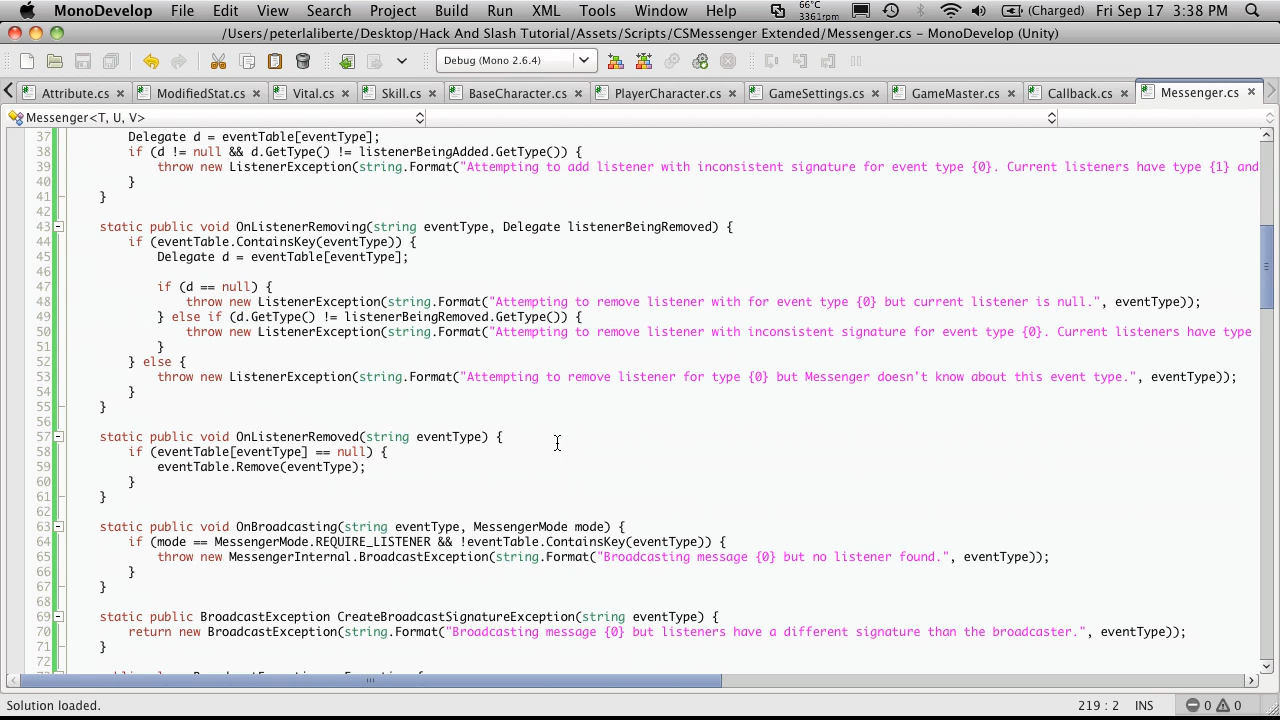 MonoDevelop File Edit View Search Project Build Run XML Tools Window Help 66°C 3361rpm (Charged) Fri Sep 17 3:38 PM
/Users/peterlaliberte/Desktop/Hack And Slash Tutorial/Assets/Scripts/CSMessenger Extended/Messenger.cs – MonoDevelop (Unity)
Debug (Mono 2.6.4)
Attribute.cs ModifiedStat.cs Vital.cs Skill.cs BaseCharacter.cs PlayerCharacter.cs GameSettings.cs GameMaster.cs Callback.cs Messenger.cs
Messenger<T, U, V>
37 Delegate d = eventTable[eventType];
38 if (d != null && d.GetType() != listenerBeingAdded.GetType()) {
39 throw new ListenerException(string.Format("Attempting to add listener with inconsistent signature for event type {0}. Current listeners have type {1} and
40 }
41 }
42
43 static public void OnListenerRemoving(string eventType, Delegate listenerBeingRemoved) {
44 if (eventTable.ContainsKey(eventType)) {
45 Delegate d = eventTable[eventType];
46
47 if (d == null) {
48 throw new ListenerException(string.Format("Attempting to remove listener with for event type {0} but current listener is null.", eventType));
49 } else if (d.GetType() != listenerBeingRemoved.GetType()) {
50 throw new ListenerException(string.Format("Attempting to remove listener with inconsistent signature for event type {0}. Current listeners have type
51 }
52 } else {
53 throw new ListenerException(string.Format("Attempting to remove listener for type {0} but Messenger doesn't know about this event type.", eventType));
54 }
55 }
56
57 static public void OnListenerRemoved(string eventType) {
58 if (eventTable[eventType] == null) {
59 eventTable.Remove(eventType);
60 }
61 }
62
63 static public void OnBroadcasting(string eventType, MessengerMode mode) {
64 if (mode == MessengerMode.REQUIRE_LISTENER && !eventTable.ContainsKey(eventType)) {
65 throw new MessengerInternal.BroadcastException(string.Format("Broadcasting message {0} but no listener found.", eventType));
66 }
67 }
68
69 static public BroadcastException CreateBroadcastSignatureException(string eventType) {
70 return new BroadcastException(string.Format("Broadcasting message {0} but listeners have a different signature than the broadcaster.", eventType));
71 }
72
Solution loaded. 219 : 2 INS 0 0